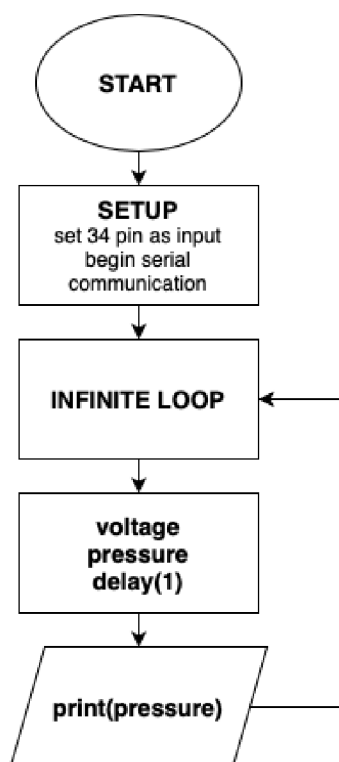 START
SETUP
set 34 pin as input
begin serial
communication
INFINITE LOOP
voltage
pressure
delay(1)
print(pressure)